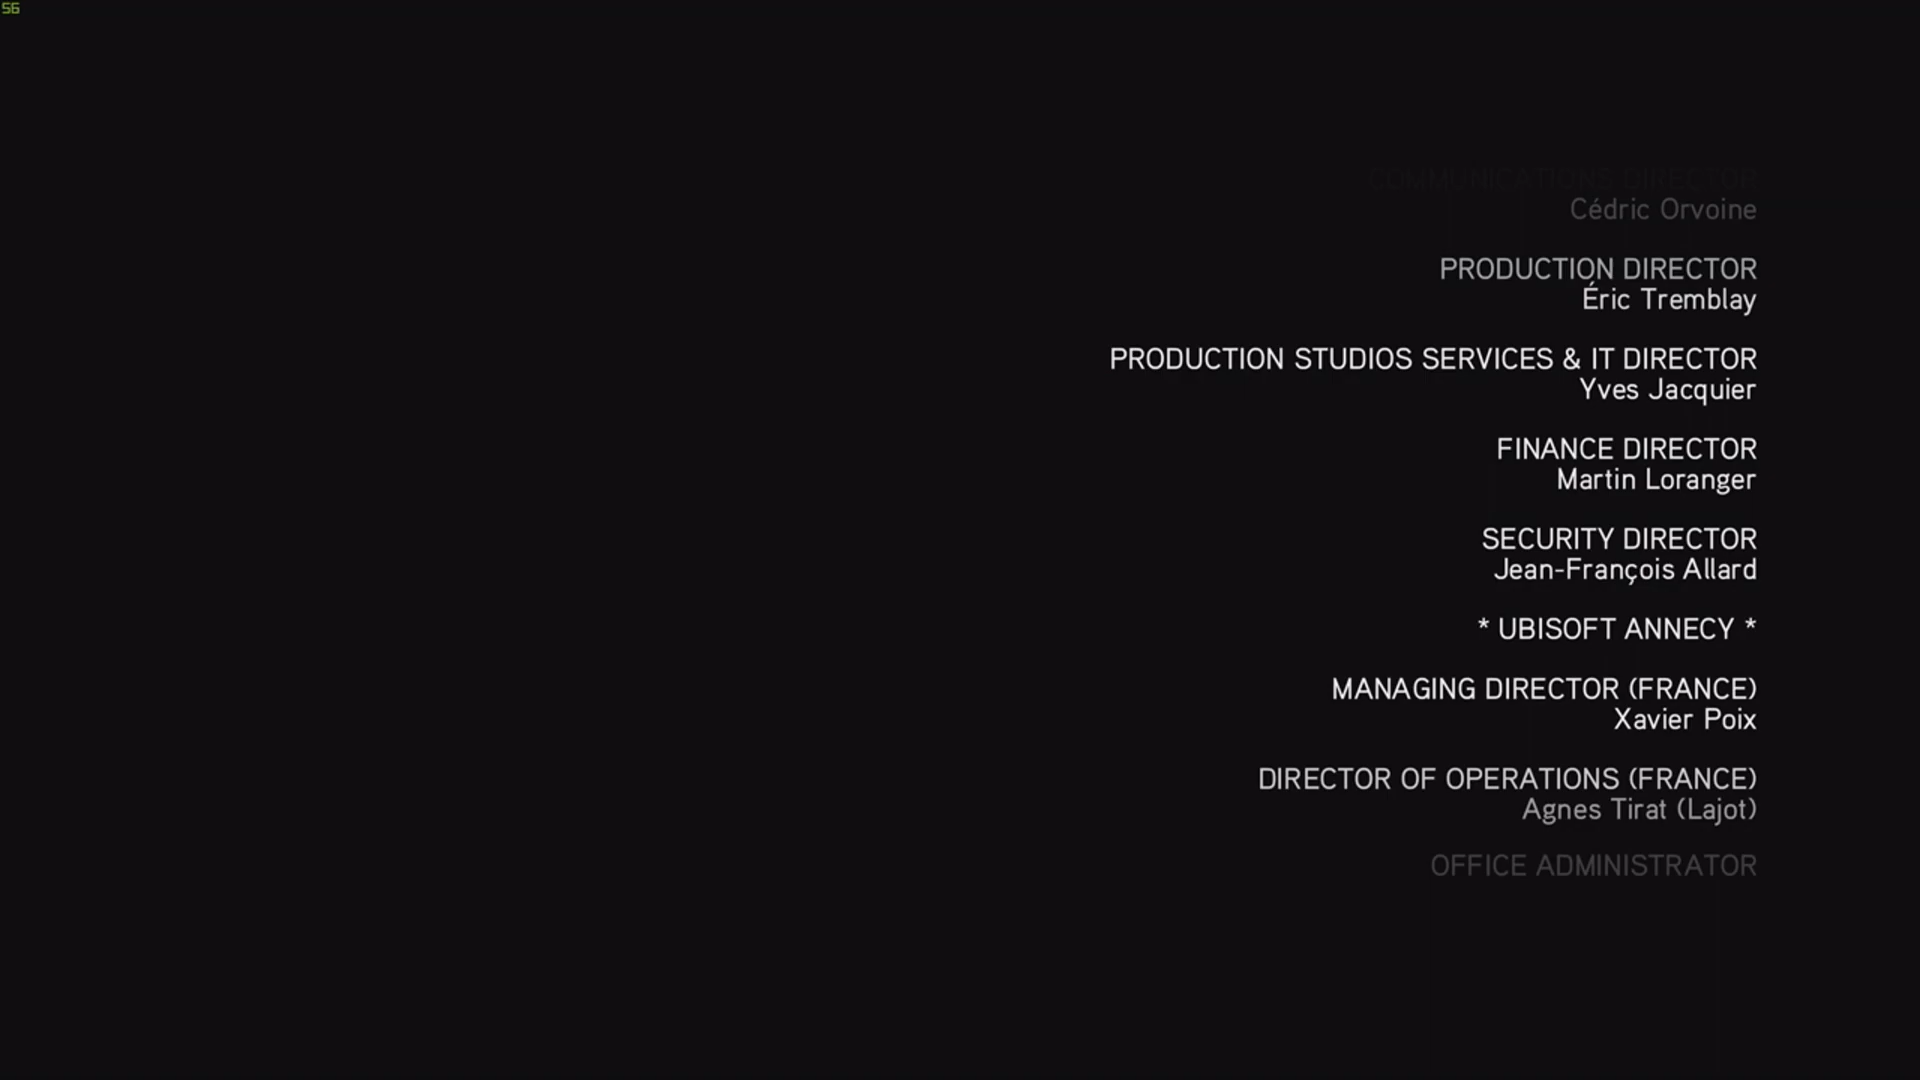 56
COMMUNICATIONS DIRECTOR
Cédric Orvoine
PRODUCTION DIRECTOR
Éric Tremblay
PRODUCTION STUDIOS SERVICES & IT DIRECTOR
Yves Jacquier
FINANCE DIRECTOR
Martin Loranger
SECURITY DIRECTOR
Jean-François Allard
* UBISOFT ANNECY *
MANAGING DIRECTOR (FRANCE)
Xavier Poix
DIRECTOR OF OPERATIONS (FRANCE)
Agnes Tirat (Lajot)
OFFICE ADMINISTRATOR